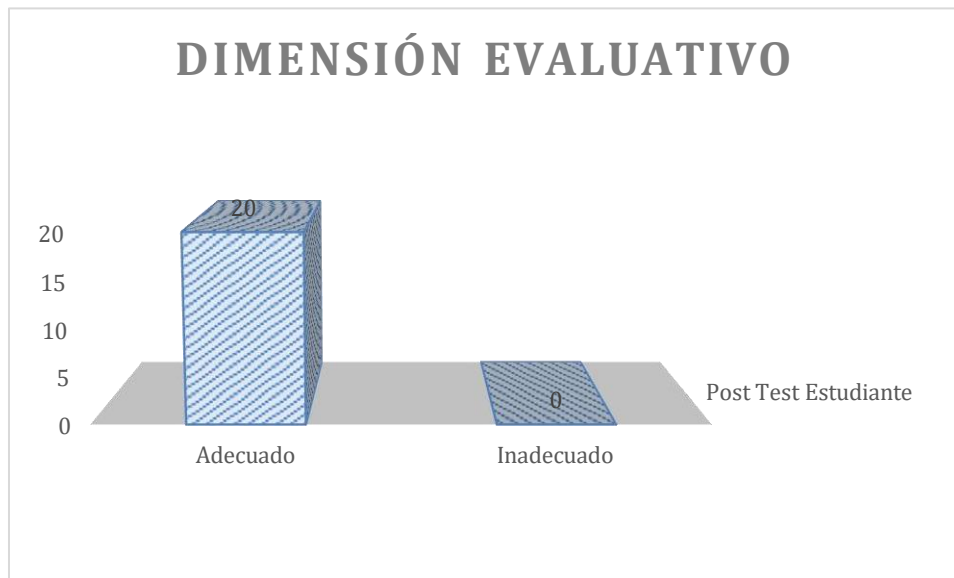 DIMENSIÓN EVALUATIVO
20
20
15
10
5
0
0
Post Test Estudiante
Adecuado
Inadecuado